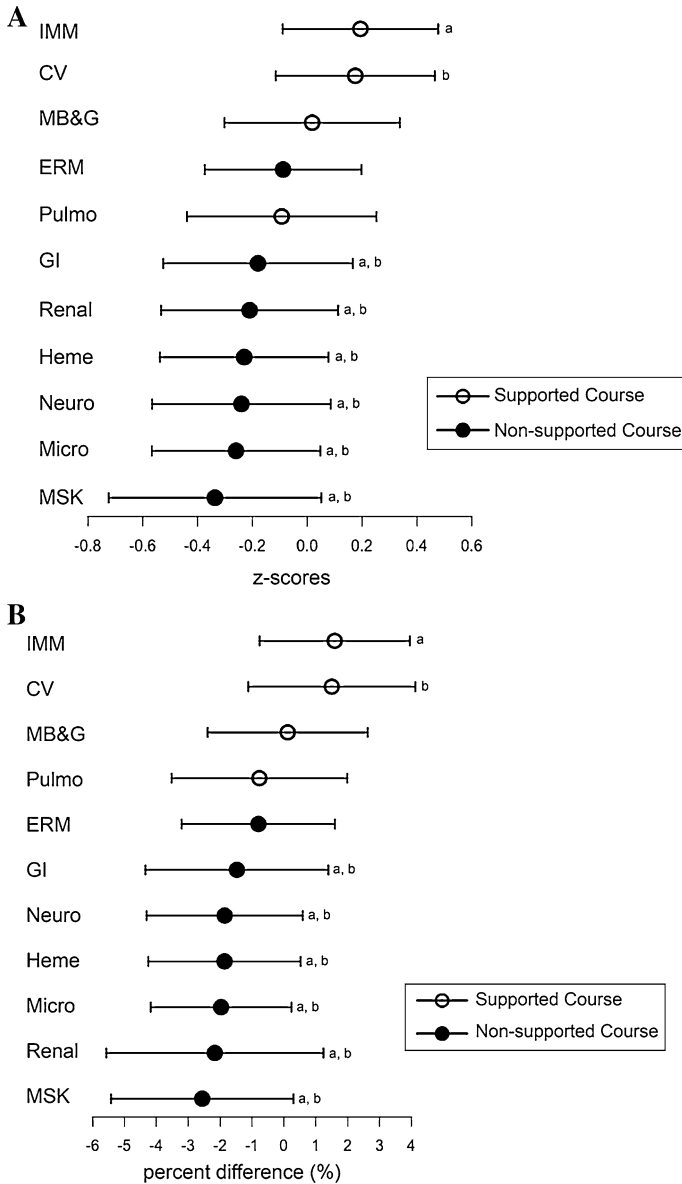 A
IMM a
CV b
MB&G
ERM
Pulmo
GI a, b
Renal a, b
Heme a, b
Neuro a, b
Micro a, b
MSK a, b
Supported Course
Non-supported Course
-0.8 -0.6 -0.4 -0.2 0.0 0.2 0.4 0.6
z-scores
B
IMM a
CV b
MB&G
Pulmo
ERM
GI a, b
Neuro a, b
Heme a, b
Micro a, b
Renal a, b
MSK a, b
Supported Course
Non-supported Course
-6 -5 -4 -3 -2 -1 0 1 2 3 4
percent difference (%)